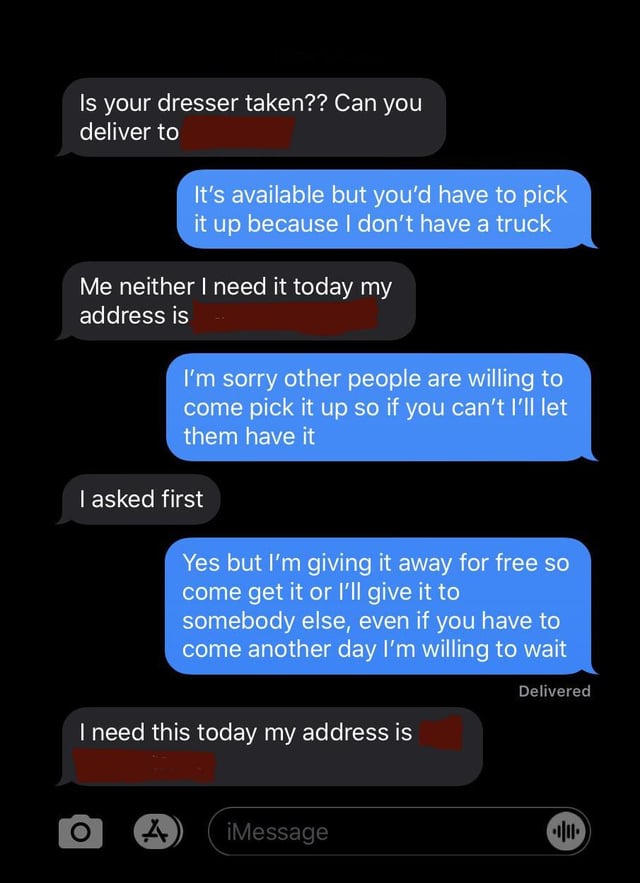 Is your dresser taken?? Can you
deliver to
It's available but you'd have to pick
it up because I don't have a truck
Me neither I need it today my
address is
I'm sorry other people are willing to
come pick it up so if you can't I'll let
them have it
I asked first
Yes but I'm giving it away for free so
come get it or I'll give it to
somebody else, even if you have to
come another day I'm willing to wait
Delivered
I need this today my address is
iMessage